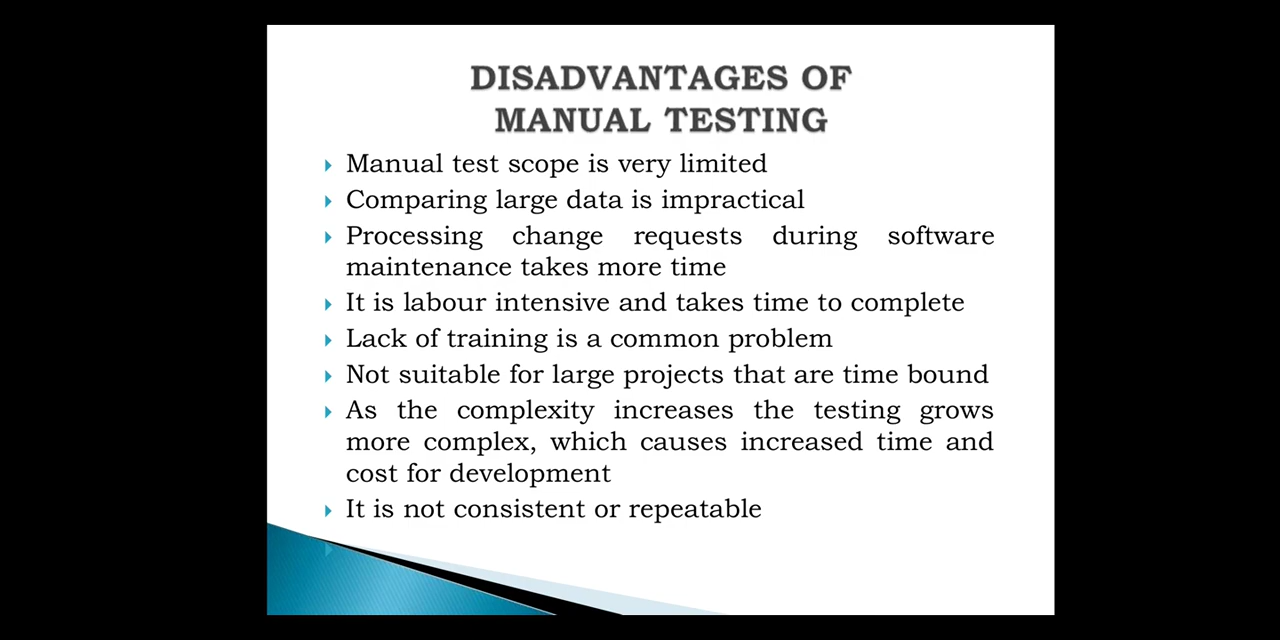 DISADVANTAGES OF
MANUAL TESTING
Manual test scope is very limited
Comparing large data is impractical
Processing change requests during software
maintenance takes more time
It is labour intensive and takes time to complete
Lack of training is a common problem
Not suitable for large projects that are time bound
As the complexity increases the testing grows
more complex, which causes increased time and
cost for development
It is not consistent or repeatable